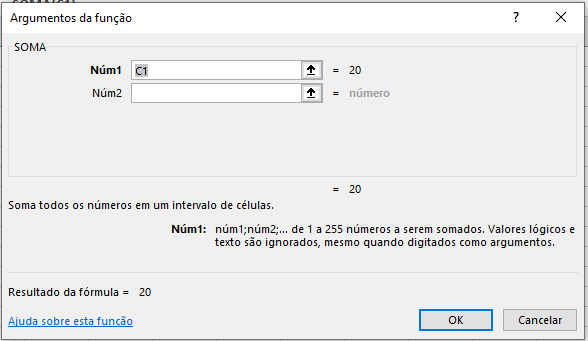 Argumentos da função ? ×
SOMA
Núm1 C1 = 20
Núm2 = número
= 20
Soma todos os números em um intervalo de células.
Núm1: núm1;núm2;... de 1 a 255 números a serem somados. Valores lógicos e
texto são ignorados, mesmo quando digitados como argumentos.
Resultado da fórmula = 20
Ajuda sobre esta função OK Cancelar